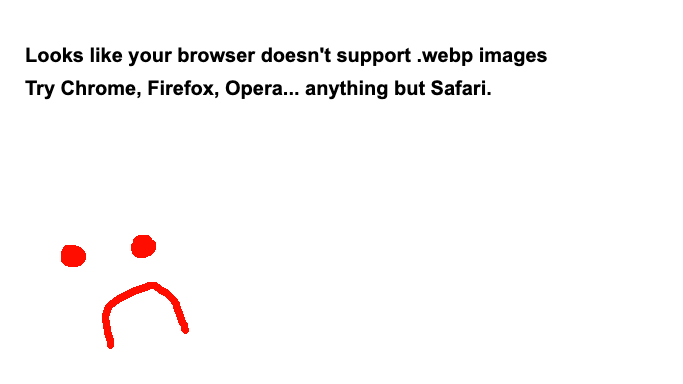 Looks like your browser doesn't support .webp images
Try Chrome, Firefox, Opera... anything but Safari.